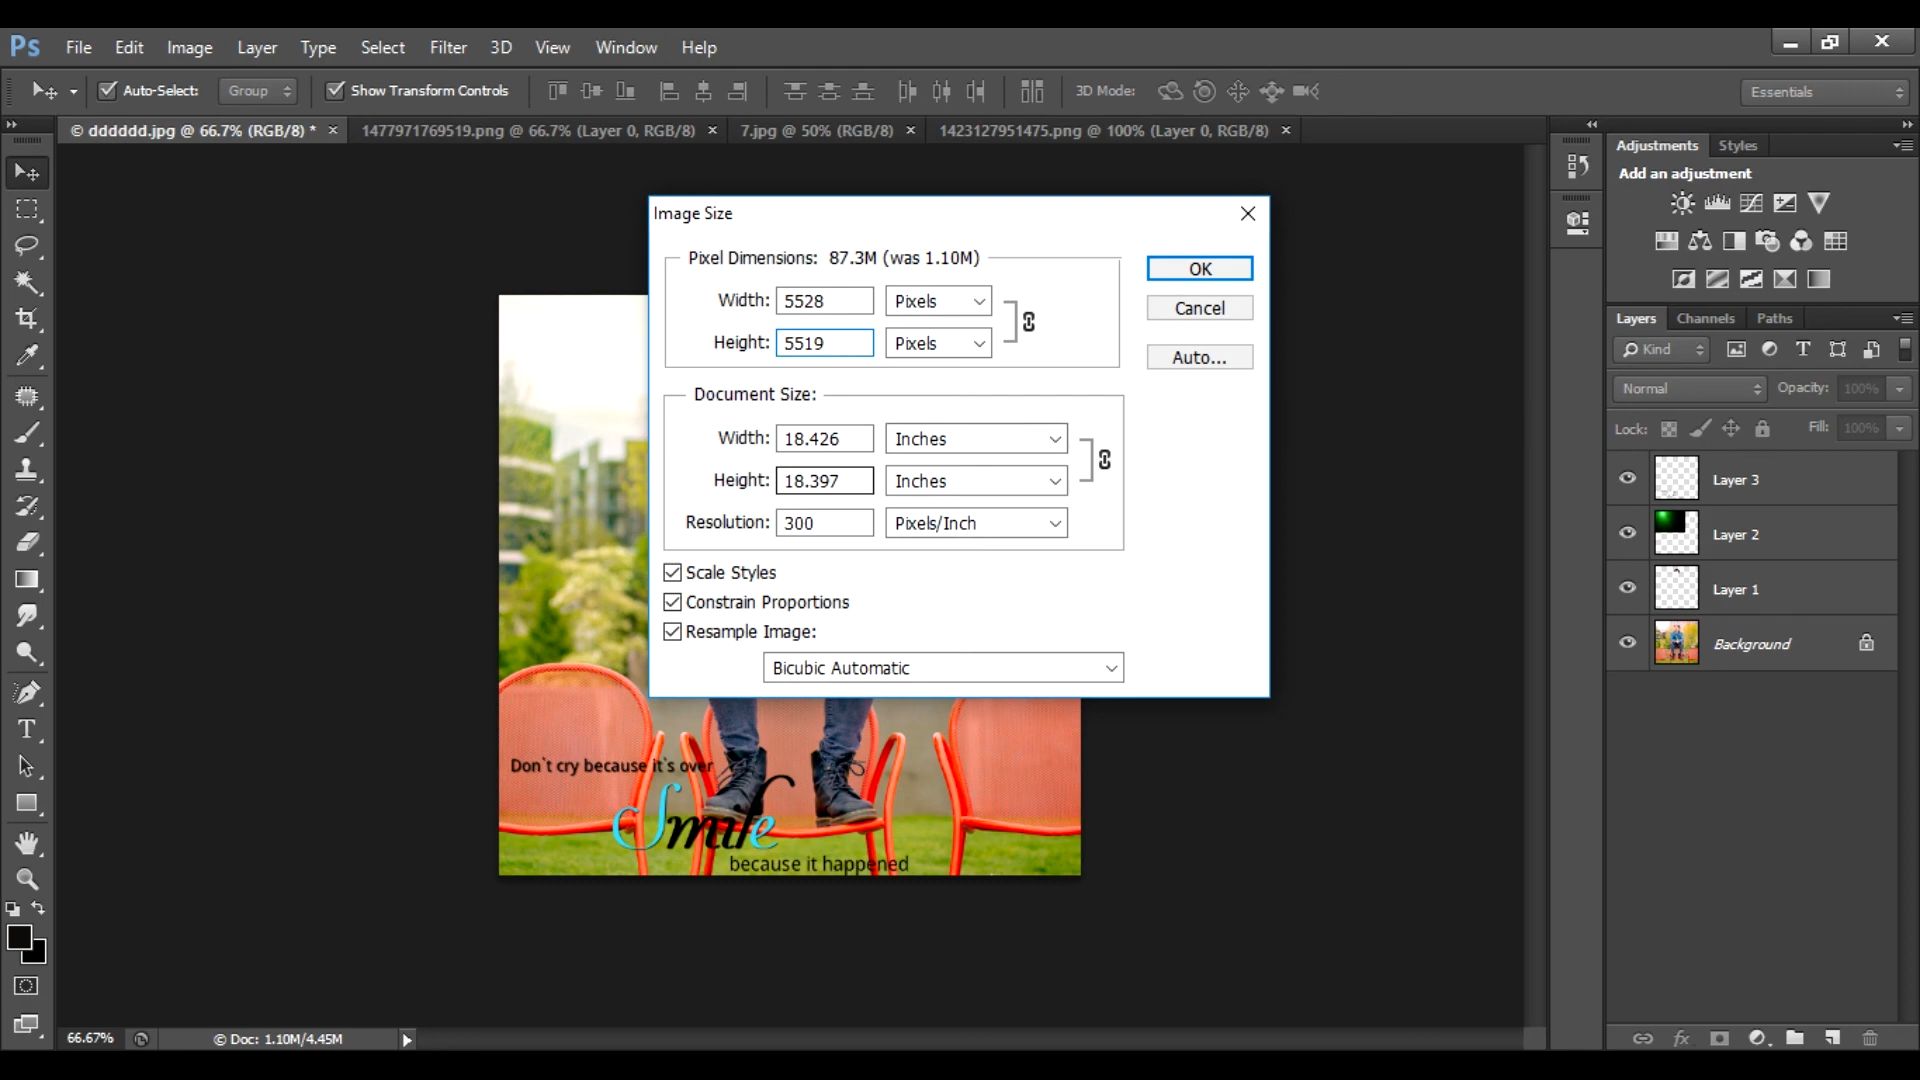 Ps File Edit Image Layer Type Select Filter 3D View Window Help
Auto-Select: Group Show Transform Controls 3D Mode: Essentials
© dddddd.jpg @ 66.7% (RGB/8) * × 1477971769519.png @ 66.7% (Layer 0, RGB/8) × 7.jpg @ 50% (RGB/8) × 1423127951475.png @ 100% (Layer 0, RGB/8) ×
Adjustments Styles
Add an adjustment
Image Size
Pixel Dimensions: 87.3M (was 1.10M)
Width: 5528 Pixels
Height: 5519 Pixels
OK
Cancel
Auto...
Document Size:
Width: 18.426 Inches
Height: 18.397 Inches
Resolution: 300 Pixels/Inch
Scale Styles
Constrain Proportions
Resample Image:
Bicubic Automatic
Layers Channels Paths
Kind
Normal Opacity: 100%
Lock: Fill: 100%
Layer 3
Layer 2
Layer 1
Background
Don`t cry because it`s over
Smile
because it happened
66.67% © Doc: 1.10M/4.45M
fx